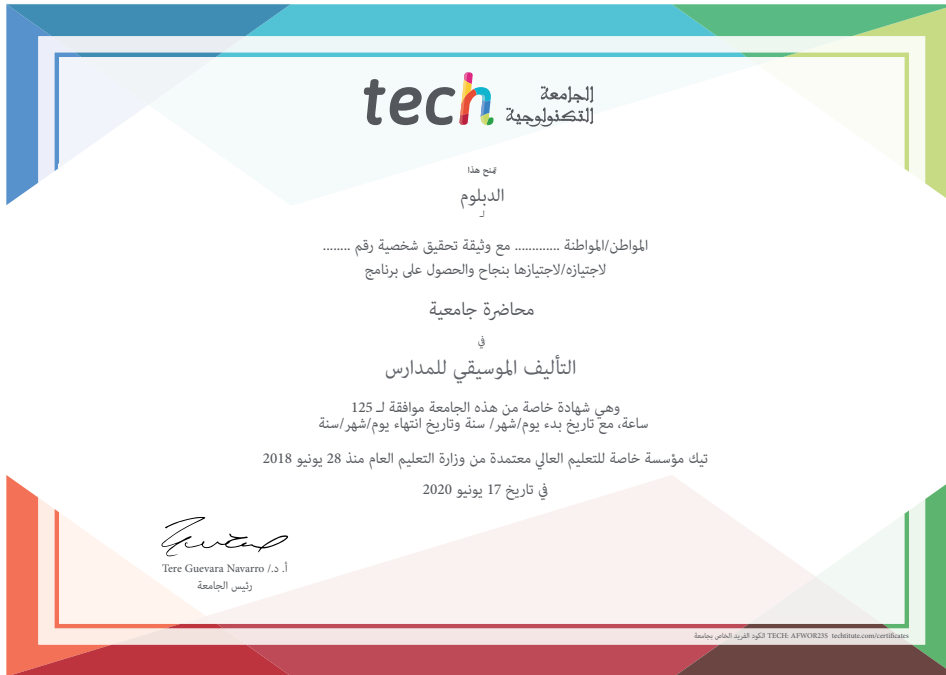 tech
الجامعة
التكنولوجية
تمنح هذا
الدبلوم
لـ
المواطن/المواطنة ............ مع وثيقة تحقيق شخصية رقم ........
لاجتيازه/لاجتيازها بنجاح والحصول على برنامج
محاضرة جامعية
في
التأليف الموسيقي للمدارس
وهي شهادة خاصة من هذه الجامعة موافقة لـ 125
ساعة، مع تاريخ بدء يوم/شهر/ سنة وتاريخ انتهاء يوم/شهر/سنة
تيك مؤسسة خاصة للتعليم العالي معتمدة من وزارة التعليم العام منذ 28 يونيو 2018
في تاريخ 17 يونيو 2020
أ. د./ Tere Guevara Navarro
رئيس الجامعة
الكود الفريد الخاص بجامعة TECH: AFWOR23S techtitute.com/certificates